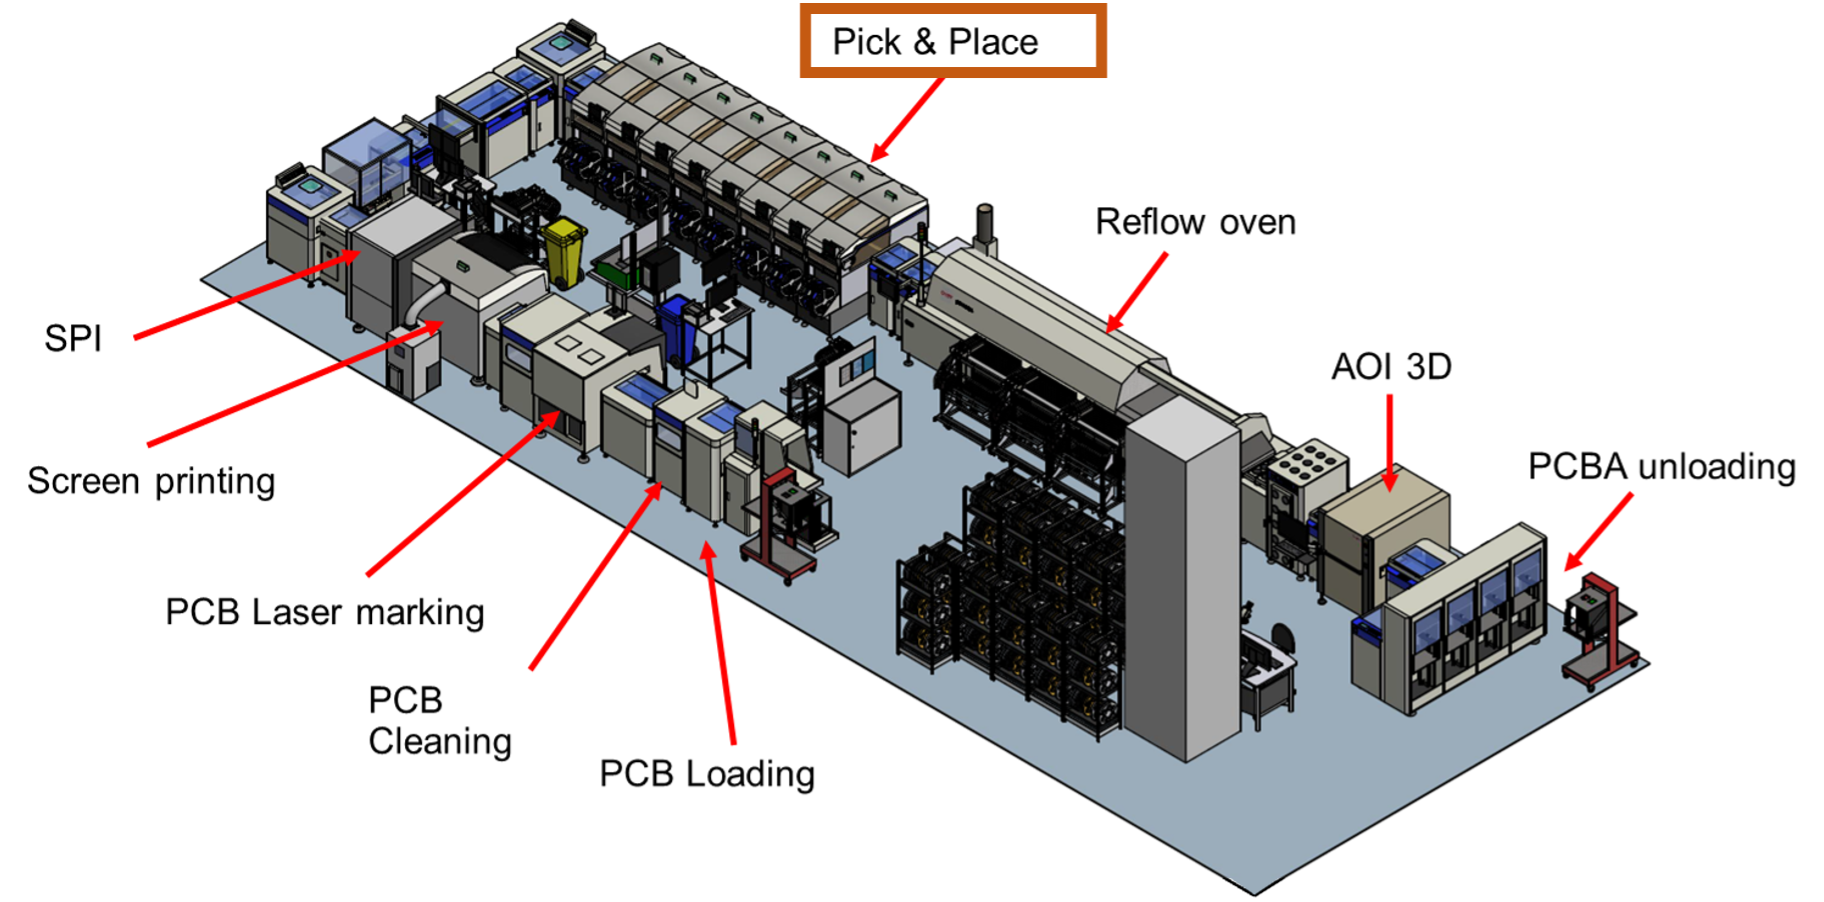 Pick & Place
Reflow oven
SPI
AOI 3D
PCBA unloading
Screen printing
PCB Laser marking
PCB
Cleaning
PCB Loading